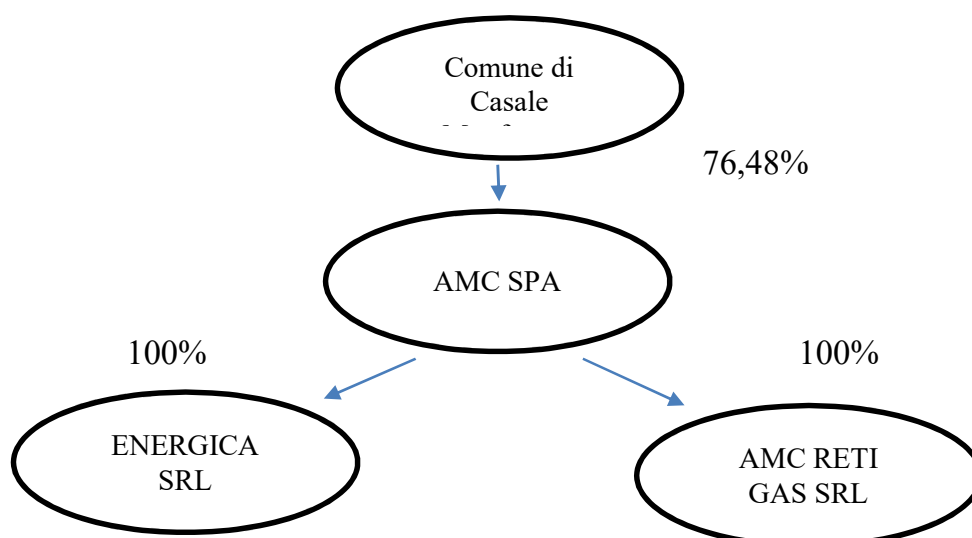 Comune di
Casale
76,48%
AMC SPA
100%
100%
ENERGICA
SRL
AMC RETI
GAS SRL